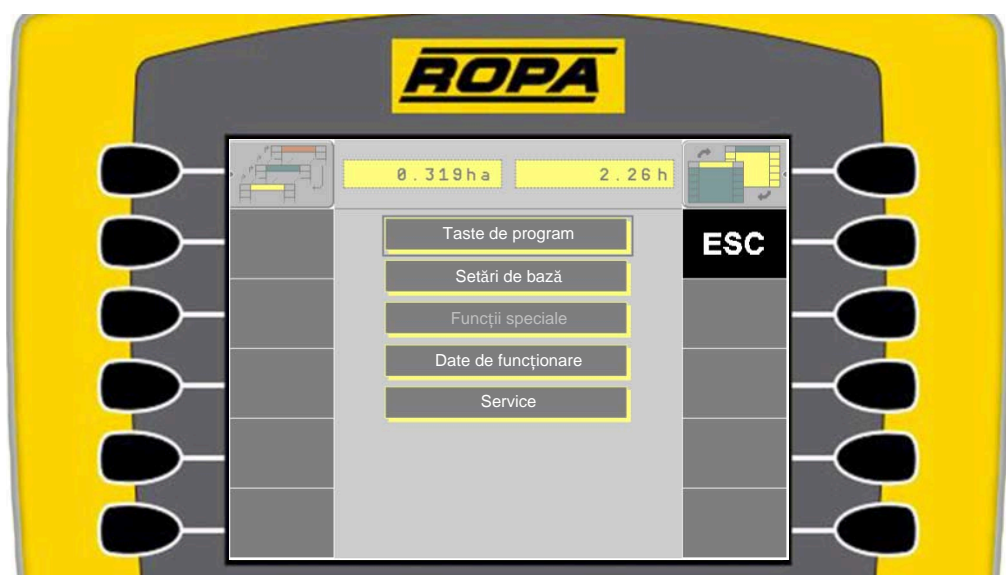 ROPA
0.319ha 2.26h
Taste de program
ESC
Setări de bază
Funcții speciale
Date de funcționare
Service